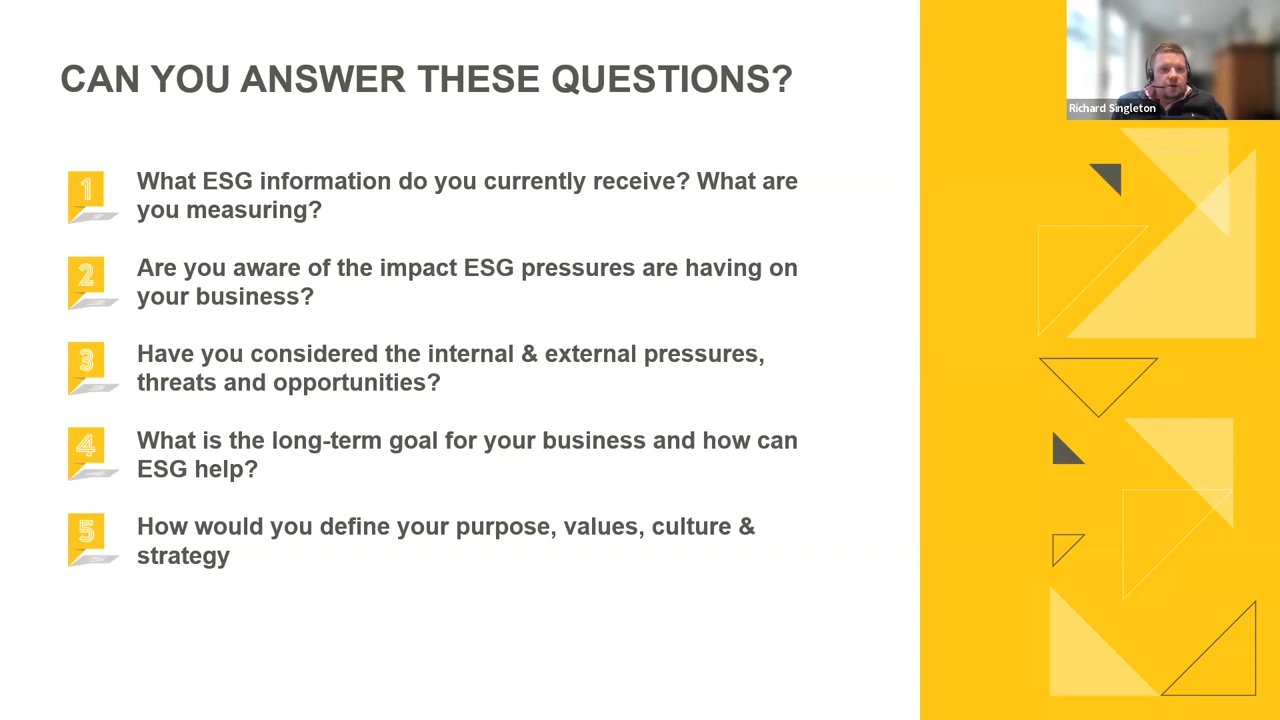 CAN YOU ANSWER THESE QUESTIONS?
Richard Singleton
1
What ESG information do you currently receive? What are
you measuring?
2
Are you aware of the impact ESG pressures are having on
your business?
3
Have you considered the internal & external pressures,
threats and opportunities?
4
What is the long-term goal for your business and how can
ESG help?
5
How would you define your purpose, values, culture &
strategy